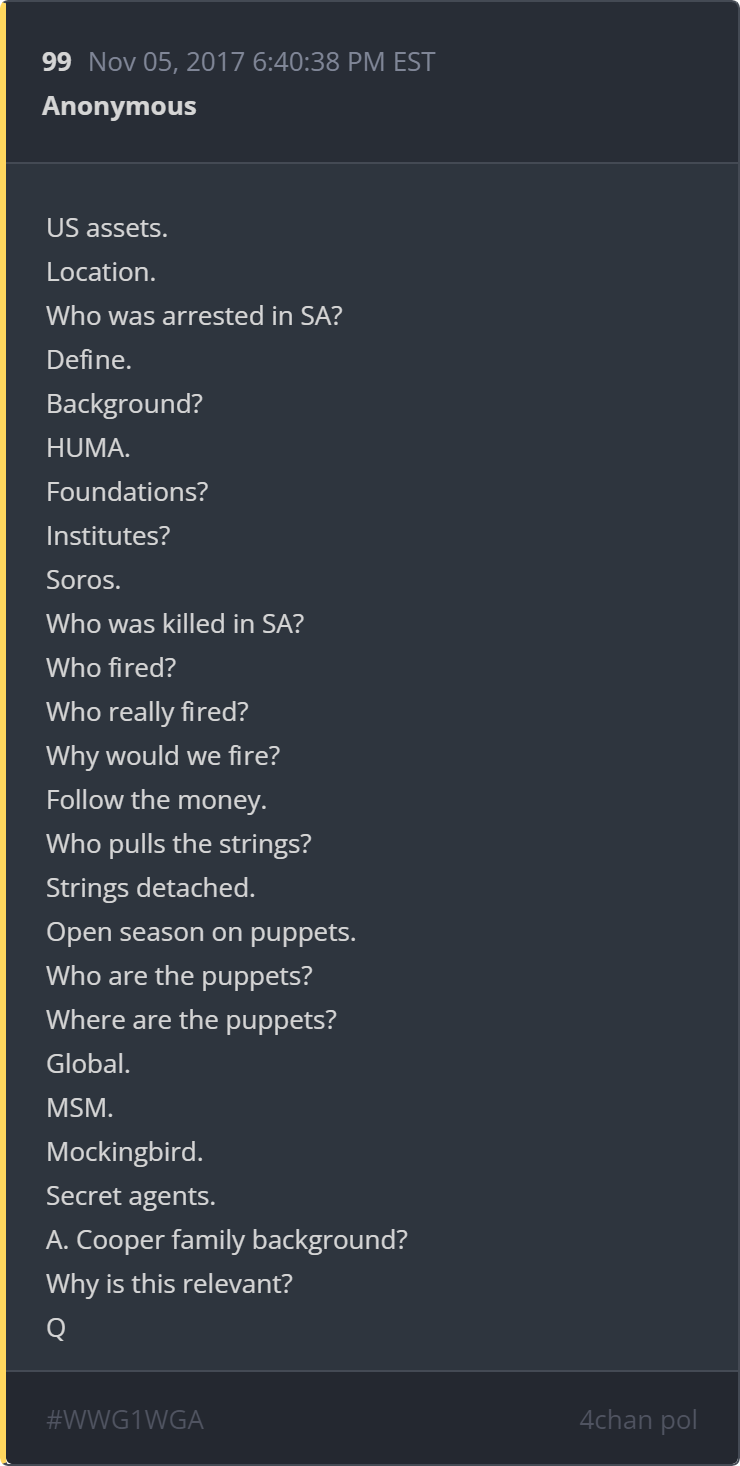 99 Nov 05, 2017 6:40:38 PM EST
Anonymous
US assets.
Location.
Who was arrested in SA?
Define.
Background?
HUMA.
Foundations?
Institutes?
Soros.
Who was killed in SA?
Who fired?
Who really fired?
Why would we fire?
Follow the money.
Who pulls the strings?
Strings detached.
Open season on puppets.
Who are the puppets?
Where are the puppets?
Global.
MSM.
Mockingbird.
Secret agents.
A. Cooper family background?
Why is this relevant?
Q
#WWG1WGA 4chan pol